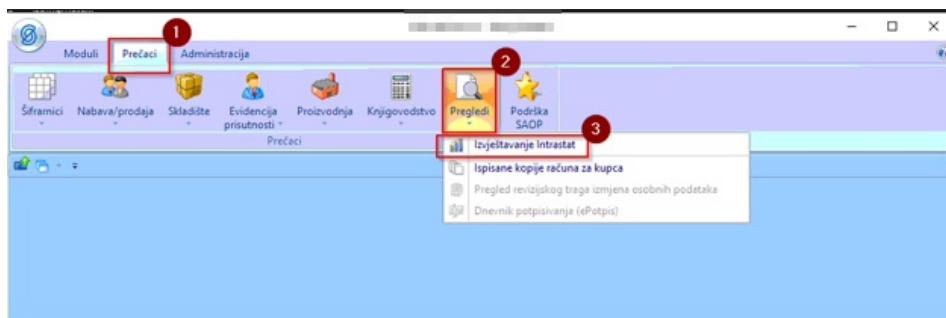 1
Moduli Prečaci Administracija
2
Šifrarnici Nabava/prodaja Skladište Evidencija prisutnosti Proizvodnja Knjigovodstvo Pregledi Podrška SAOP
Prečaci
3
Izvještavanje Intrastat
Ispisane kopije računa za kupca
Pregled revizijskog traga izmjena osobnih podataka
Dnevnik potpisivanja (ePotpis)